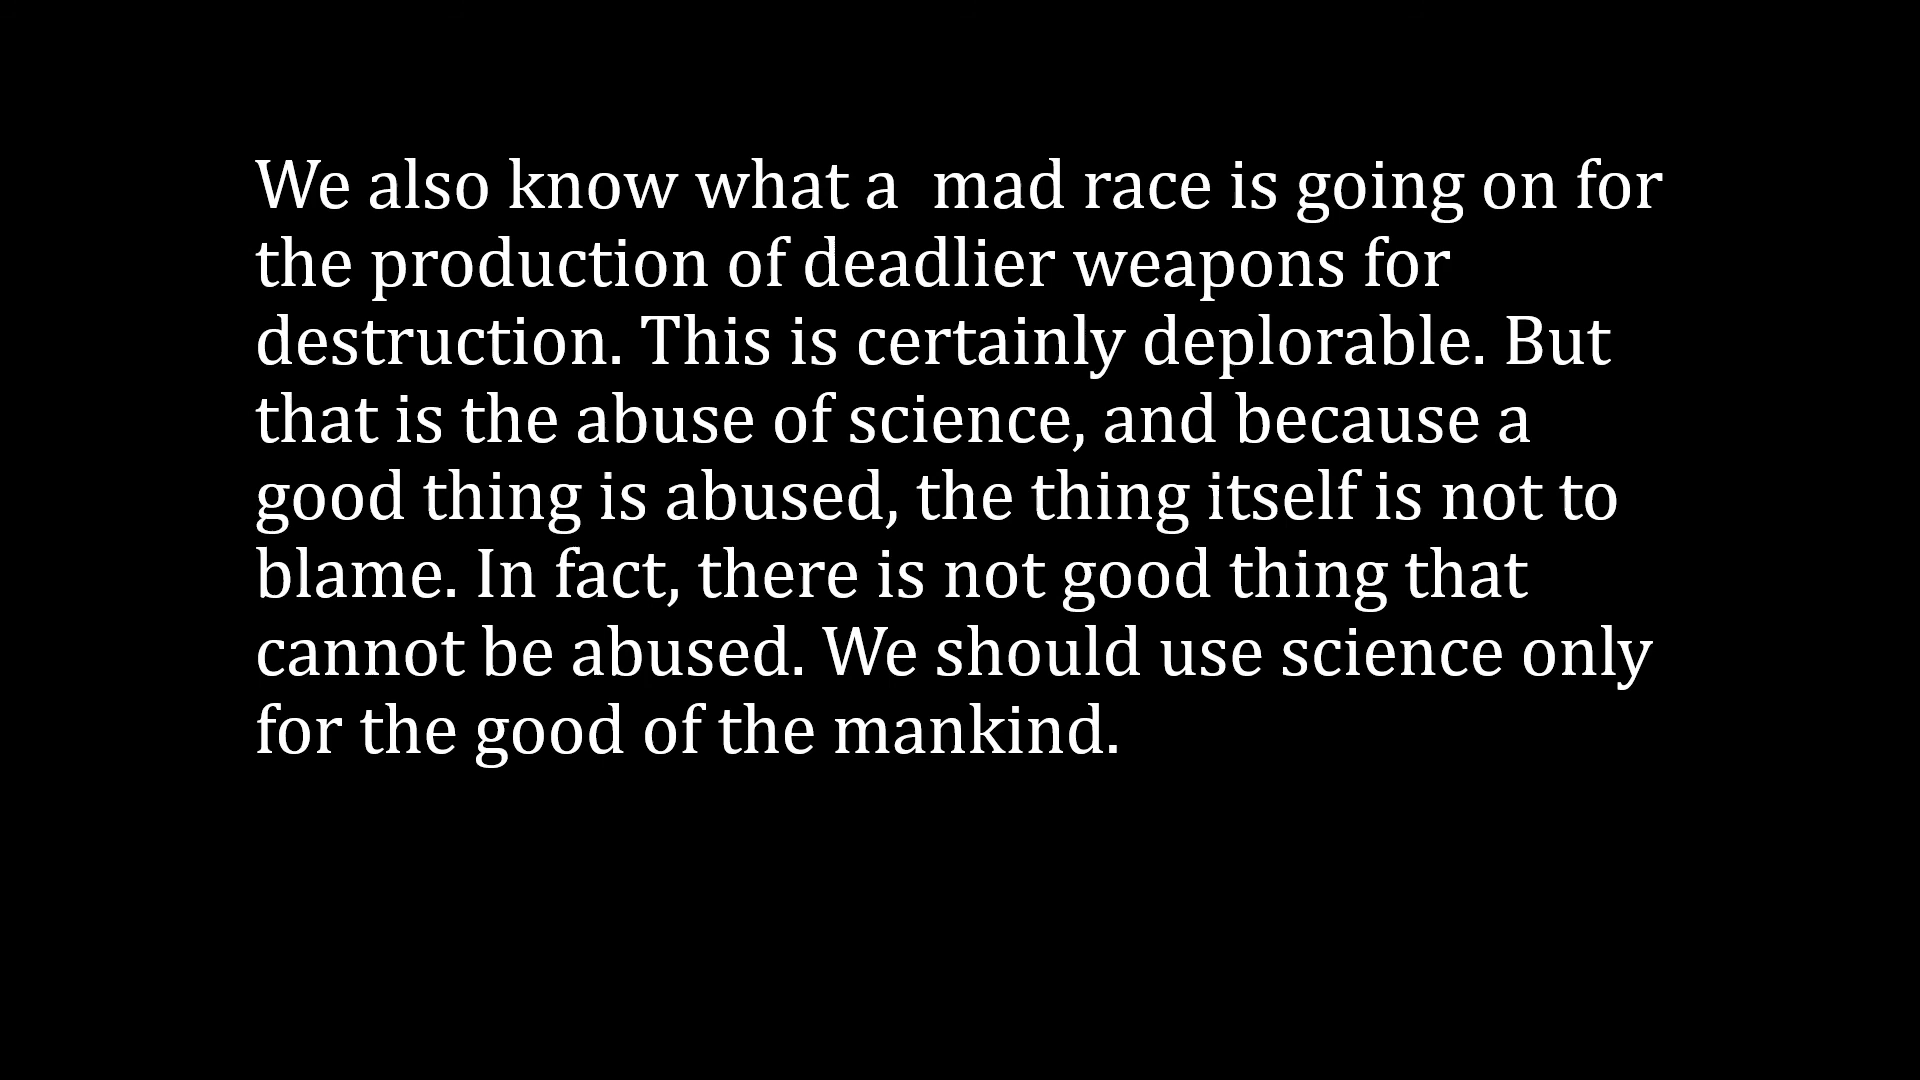 We also know what a  mad race is going on for
the production of deadlier weapons for
destruction. This is certainly deplorable. But
that is the abuse of science, and because a
good thing is abused, the thing itself is not to
blame. In fact, there is not good thing that
cannot be abused. We should use science only
for the good of the mankind.